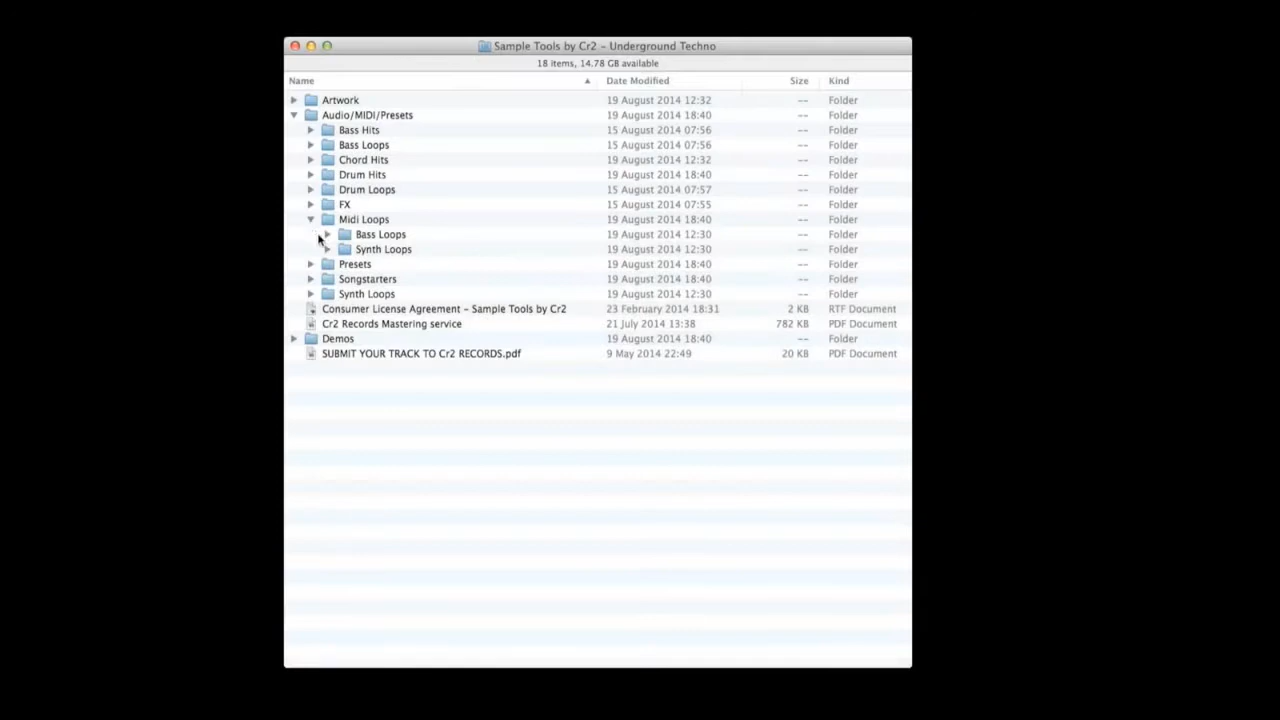 Sample Tools by Cr2 – Underground Techno
18 items, 14.78 GB available
Name Date Modified Size Kind
Artwork 19 August 2014 12:32 -- Folder
Audio/MIDI/Presets 19 August 2014 18:40 -- Folder
Bass Hits 15 August 2014 07:56 -- Folder
Bass Loops 15 August 2014 07:56 -- Folder
Chord Hits 19 August 2014 12:32 -- Folder
Drum Hits 19 August 2014 18:40 -- Folder
Drum Loops 15 August 2014 07:57 -- Folder
FX 15 August 2014 07:55 -- Folder
Midi Loops 19 August 2014 18:40 -- Folder
Bass Loops 19 August 2014 12:30 -- Folder
Synth Loops 19 August 2014 12:30 -- Folder
Presets 19 August 2014 18:40 -- Folder
Songstarters 19 August 2014 18:40 -- Folder
Synth Loops 19 August 2014 12:30 -- Folder
Consumer License Agreement – Sample Tools by Cr2 23 February 2014 18:31 2 KB RTF Document
Cr2 Records Mastering service 21 July 2014 13:38 782 KB PDF Document
Demos 19 August 2014 18:40 -- Folder
SUBMIT YOUR TRACK TO Cr2 RECORDS.pdf 9 May 2014 22:49 20 KB PDF Document